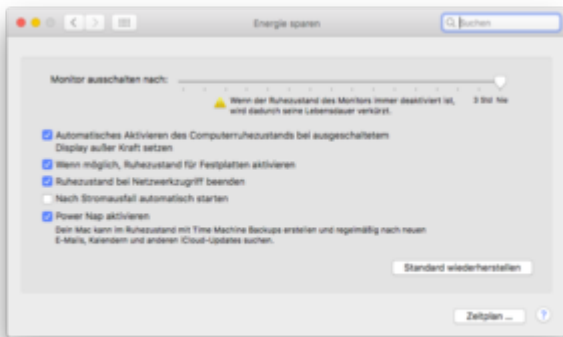 Energie sparen
Suchen
Monitor ausschalten nach:
3 Std Nie
Wenn der Ruhezustand des Monitors immer deaktiviert ist,
wird dadurch seine Lebensdauer verkürzt.
Automatisches Aktivieren des Computerruhezustands bei ausgeschaltetem
Display außer Kraft setzen
Wenn möglich, Ruhezustand für Festplatten aktivieren
Ruhezustand bei Netzwerkzugriff beenden
Nach Stromausfall automatisch starten
Power Nap aktivieren
Dein Mac kann im Ruhezustand mit Time Machine Backups erstellen und regelmäßig nach neuen
E-Mails, Kalendern und anderen iCloud-Updates suchen.
Standard wiederherstellen
Zeitplan ...
?